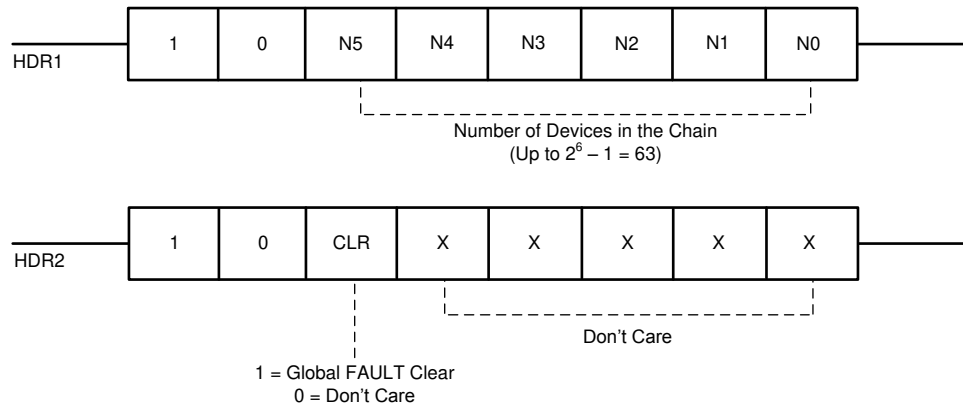 1 0 N5 N4 N3 N2 N1 N0
HDR1
Number of Devices in the Chain
(Up to 2⁶ – 1 = 63)
1 0 CLR X X X X X
HDR2
Don't Care
1 = Global FAULT Clear
0 = Don't Care